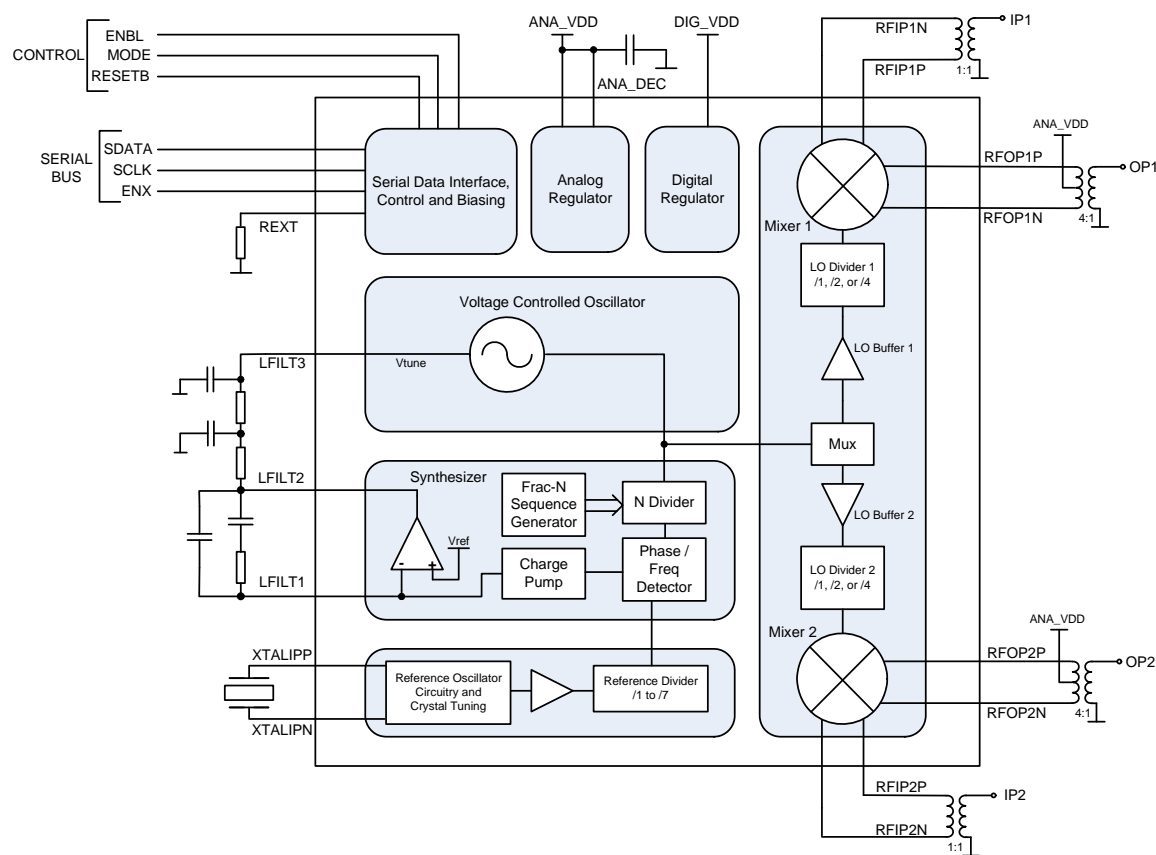 CONTROL
ENBL
MODE
RESETB
ANA_VDD
ANA_DEC
DIG_VDD
RFIP1N
RFIP1P
1:1
IP1
SERIAL
BUS
SDATA
SCLK
ENX
REXT
Serial Data Interface,
Control and Biasing
Analog
Regulator
Digital
Regulator
Mixer 1
ANA_VDD
RFOP1P
RFOP1N
4:1
OP1
LO Divider 1
/1, /2, or /4
LO Buffer 1
Voltage Controlled Oscillator
LFILT3
Vtune
Mux
LO Buffer 2
Synthesizer
LFILT2
Frac-N
Sequence
Generator
N Divider
Vref
-
+
Charge
Pump
Phase /
Freq
Detector
LFILT1
LO Divider 2
/1, /2, or /4
Mixer 2
ANA_VDD
RFOP2P
RFOP2N
4:1
OP2
XTALIPP
XTALIPN
Reference Oscillator
Circuitry and
Crystal Tuning
Reference Divider
/1 to /7
RFIP2P
RFIP2N
1:1
IP2